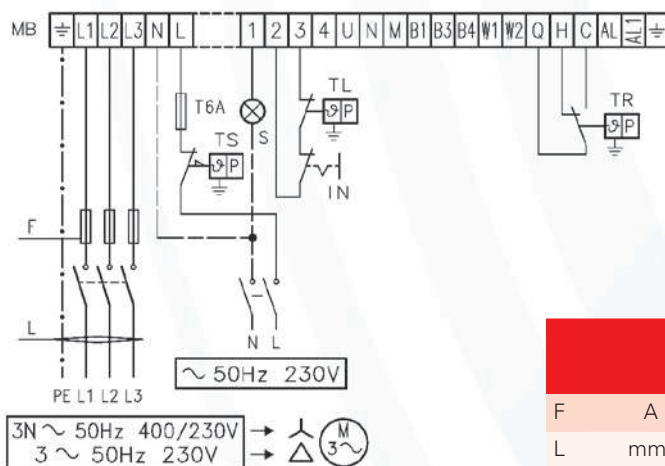 MB ⏚ L1 L2 L3 N L 1 2 3 4 U N M B1 B3 B4 W1 W2 Q H C AL AL1 ⏚
T6A
S
TL
ϑ P
TS
ϑ P
TR
ϑ P
IN
F
L
N L
PE L1 L2 L3
~ 50Hz 230V
3N ~ 50Hz 400/230V
3 ~ 50Hz 230V
M
3~
F A
L mm